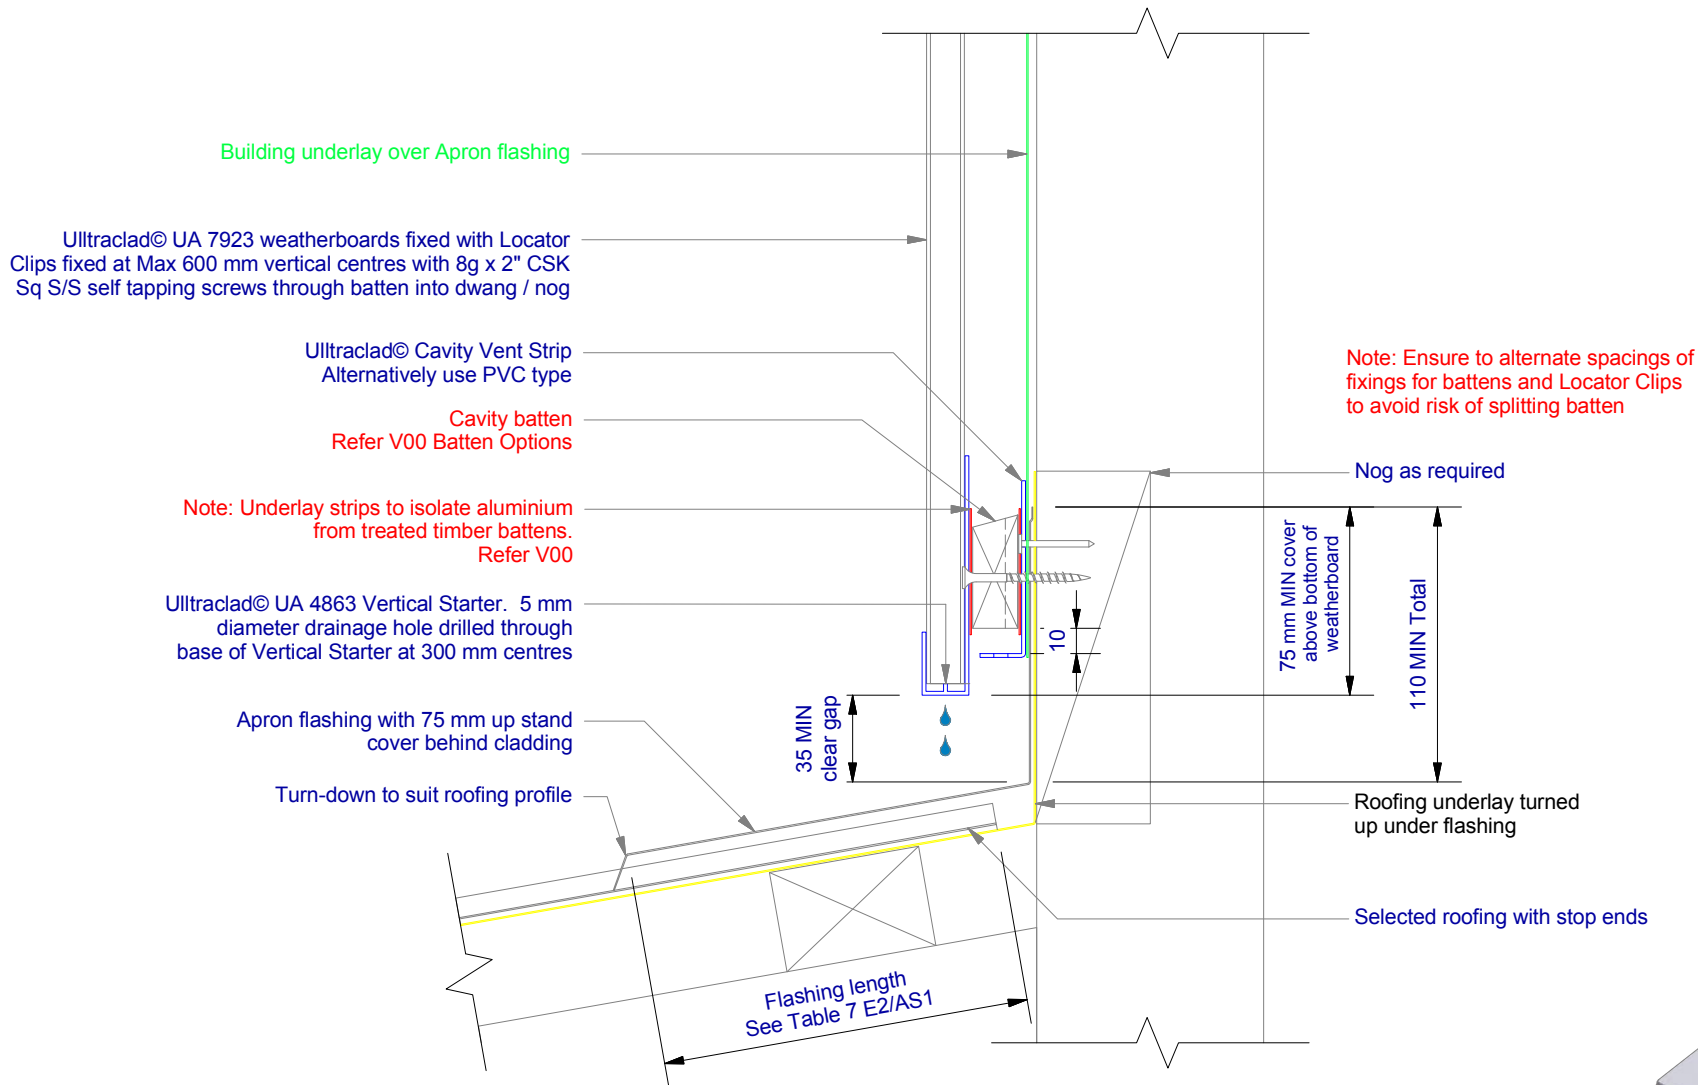 Building underlay over Apron flashing
Ulltraclad© UA 7923 weatherboards fixed with Locator
Clips fixed at Max 600 mm vertical centres with 8g x 2" CSK
Sq S/S self tapping screws through batten into dwang / nog
Ulltraclad© Cavity Vent Strip
Alternatively use PVC type
Cavity batten
Refer V00 Batten Options
Note: Underlay strips to isolate aluminium
from treated timber battens.
Refer V00
Ulltraclad© UA 4863 Vertical Starter.  5 mm
diameter drainage hole drilled through
base of Vertical Starter at 300 mm centres
Apron flashing with 75 mm up stand
cover behind cladding
Turn-down to suit roofing profile
35 MIN
clear gap
10
75 mm MIN cover
above bottom of
weatherboard
110 MIN Total
Note: Ensure to alternate spacings of
fixings for battens and Locator Clips
to avoid risk of splitting batten
Nog as required
Roofing underlay turned
up under flashing
Selected roofing with stop ends
Flashing length
See Table 7 E2/AS1